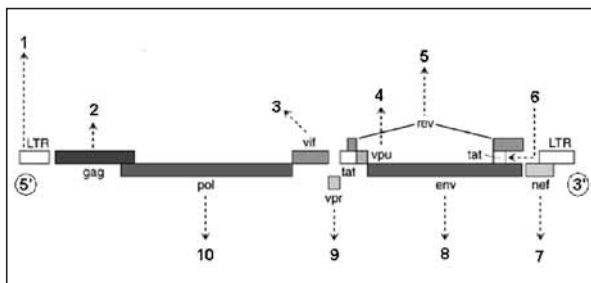 1
5
2
3
4
6
rev
LTR
vif
vpu
tat
LTR
5'
gag
pol
tat
vpr
env
nef
3'
10
9
8
7